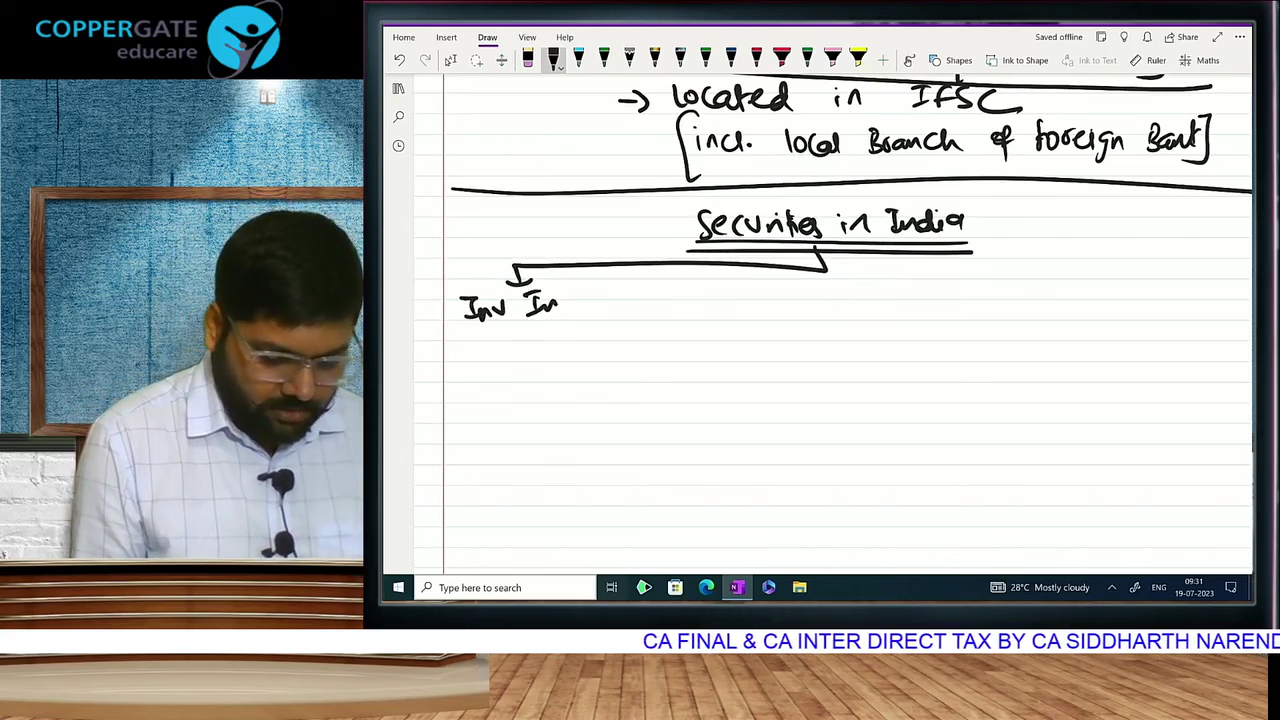 COPPERGATE
educare
Home Insert Draw View Help
Saved offline
Share
Shapes
Ink to Shape
Ink to Text
Ruler
Maths
→ located in IFSC
[incl. local Branch of Foreign Bank]
Securities in India
Inv In
Type here to search
28°C Mostly cloudy
ENG
09:31
19-07-2023
CA FINAL & CA INTER DIRECT TAX BY CA SIDDHARTH NAREND